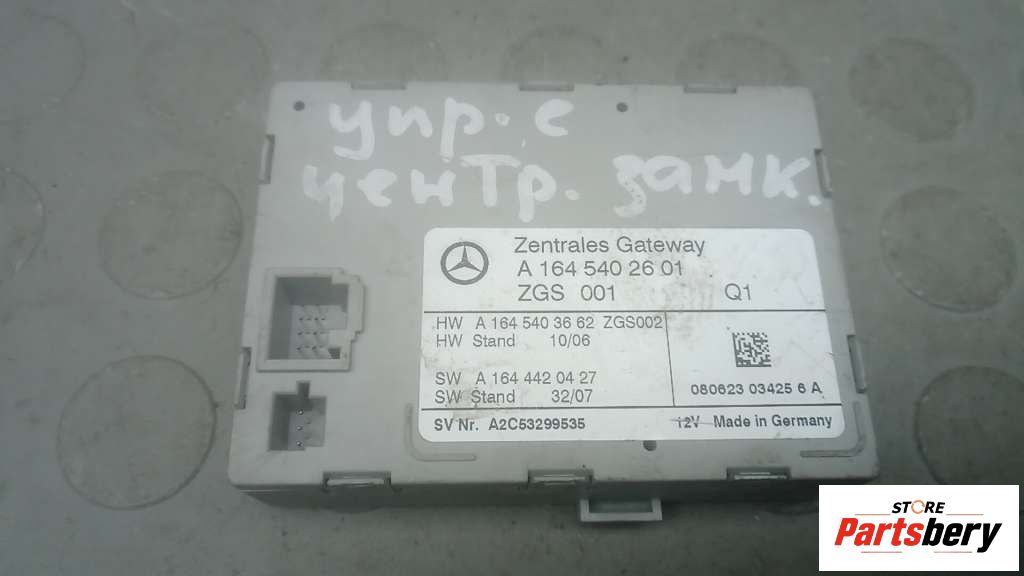 упр. с
центр. замк.
Zentrales Gateway
A 164 540 26 01
ZGS 001 Q1
HW A 164 540 36 62 ZGS002
HW Stand 10/06
SW A 164 442 04 27
SW Stand 32/07
080623 03425 6 A
SV Nr. A2C53299535 12V Made in Germany
STORE
Partsbery